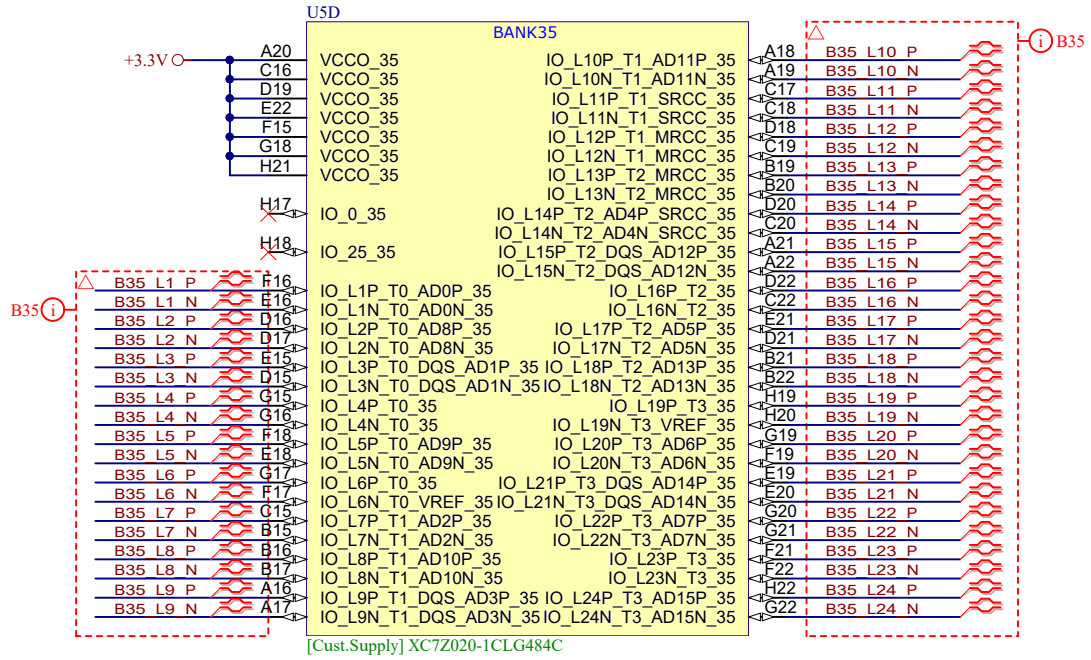 U5D
BANK35
+3.3V
A20 VCCO_35
C16 VCCO_35
D19 VCCO_35
E22 VCCO_35
F15 VCCO_35
G18 VCCO_35
H21 VCCO_35
H17 IO_0_35
H18 IO_25_35
B35 i
B35_L1_P F16 IO_L1P_T0_AD0P_35
B35_L1_N E16 IO_L1N_T0_AD0N_35
B35_L2_P D16 IO_L2P_T0_AD8P_35
B35_L2_N D17 IO_L2N_T0_AD8N_35
B35_L3_P E15 IO_L3P_T0_DQS_AD1P_35
B35_L3_N D15 IO_L3N_T0_DQS_AD1N_35
B35_L4_P G15 IO_L4P_T0_35
B35_L4_N G16 IO_L4N_T0_35
B35_L5_P F18 IO_L5P_T0_AD9P_35
B35_L5_N E18 IO_L5N_T0_AD9N_35
B35_L6_P G17 IO_L6P_T0_35
B35_L6_N F17 IO_L6N_T0_VREF_35
B35_L7_P C15 IO_L7P_T1_AD2P_35
B35_L7_N B15 IO_L7N_T1_AD2N_35
B35_L8_P B16 IO_L8P_T1_AD10P_35
B35_L8_N B17 IO_L8N_T1_AD10N_35
B35_L9_P A16 IO_L9P_T1_DQS_AD3P_35
B35_L9_N A17 IO_L9N_T1_DQS_AD3N_35
IO_L10P_T1_AD11P_35 A18 B35_L10_P
IO_L10N_T1_AD11N_35 A19 B35_L10_N
IO_L11P_T1_SRCC_35 C17 B35_L11_P
IO_L11N_T1_SRCC_35 C18 B35_L11_N
IO_L12P_T1_MRCC_35 D18 B35_L12_P
IO_L12N_T1_MRCC_35 C19 B35_L12_N
IO_L13P_T2_MRCC_35 B19 B35_L13_P
IO_L13N_T2_MRCC_35 B20 B35_L13_N
IO_L14P_T2_AD4P_SRCC_35 D20 B35_L14_P
IO_L14N_T2_AD4N_SRCC_35 C20 B35_L14_N
IO_L15P_T2_DQS_AD12P_35 A21 B35_L15_P
IO_L15N_T2_DQS_AD12N_35 A22 B35_L15_N
IO_L16P_T2_35 D22 B35_L16_P
IO_L16N_T2_35 C22 B35_L16_N
IO_L17P_T2_AD5P_35 E21 B35_L17_P
IO_L17N_T2_AD5N_35 D21 B35_L17_N
IO_L18P_T2_AD13P_35 B21 B35_L18_P
IO_L18N_T2_AD13N_35 B22 B35_L18_N
IO_L19P_T3_35 H19 B35_L19_P
IO_L19N_T3_VREF_35 H20 B35_L19_N
IO_L20P_T3_AD6P_35 G19 B35_L20_P
IO_L20N_T3_AD6N_35 F19 B35_L20_N
IO_L21P_T3_DQS_AD14P_35 E19 B35_L21_P
IO_L21N_T3_DQS_AD14N_35 E20 B35_L21_N
IO_L22P_T3_AD7P_35 G20 B35_L22_P
IO_L22N_T3_AD7N_35 G21 B35_L22_N
IO_L23P_T3_35 F21 B35_L23_P
IO_L23N_T3_35 F22 B35_L23_N
IO_L24P_T3_AD15P_35 H22 B35_L24_P
IO_L24N_T3_AD15N_35 G22 B35_L24_N
i B35
[Cust.Supply] XC7Z020-1CLG484C